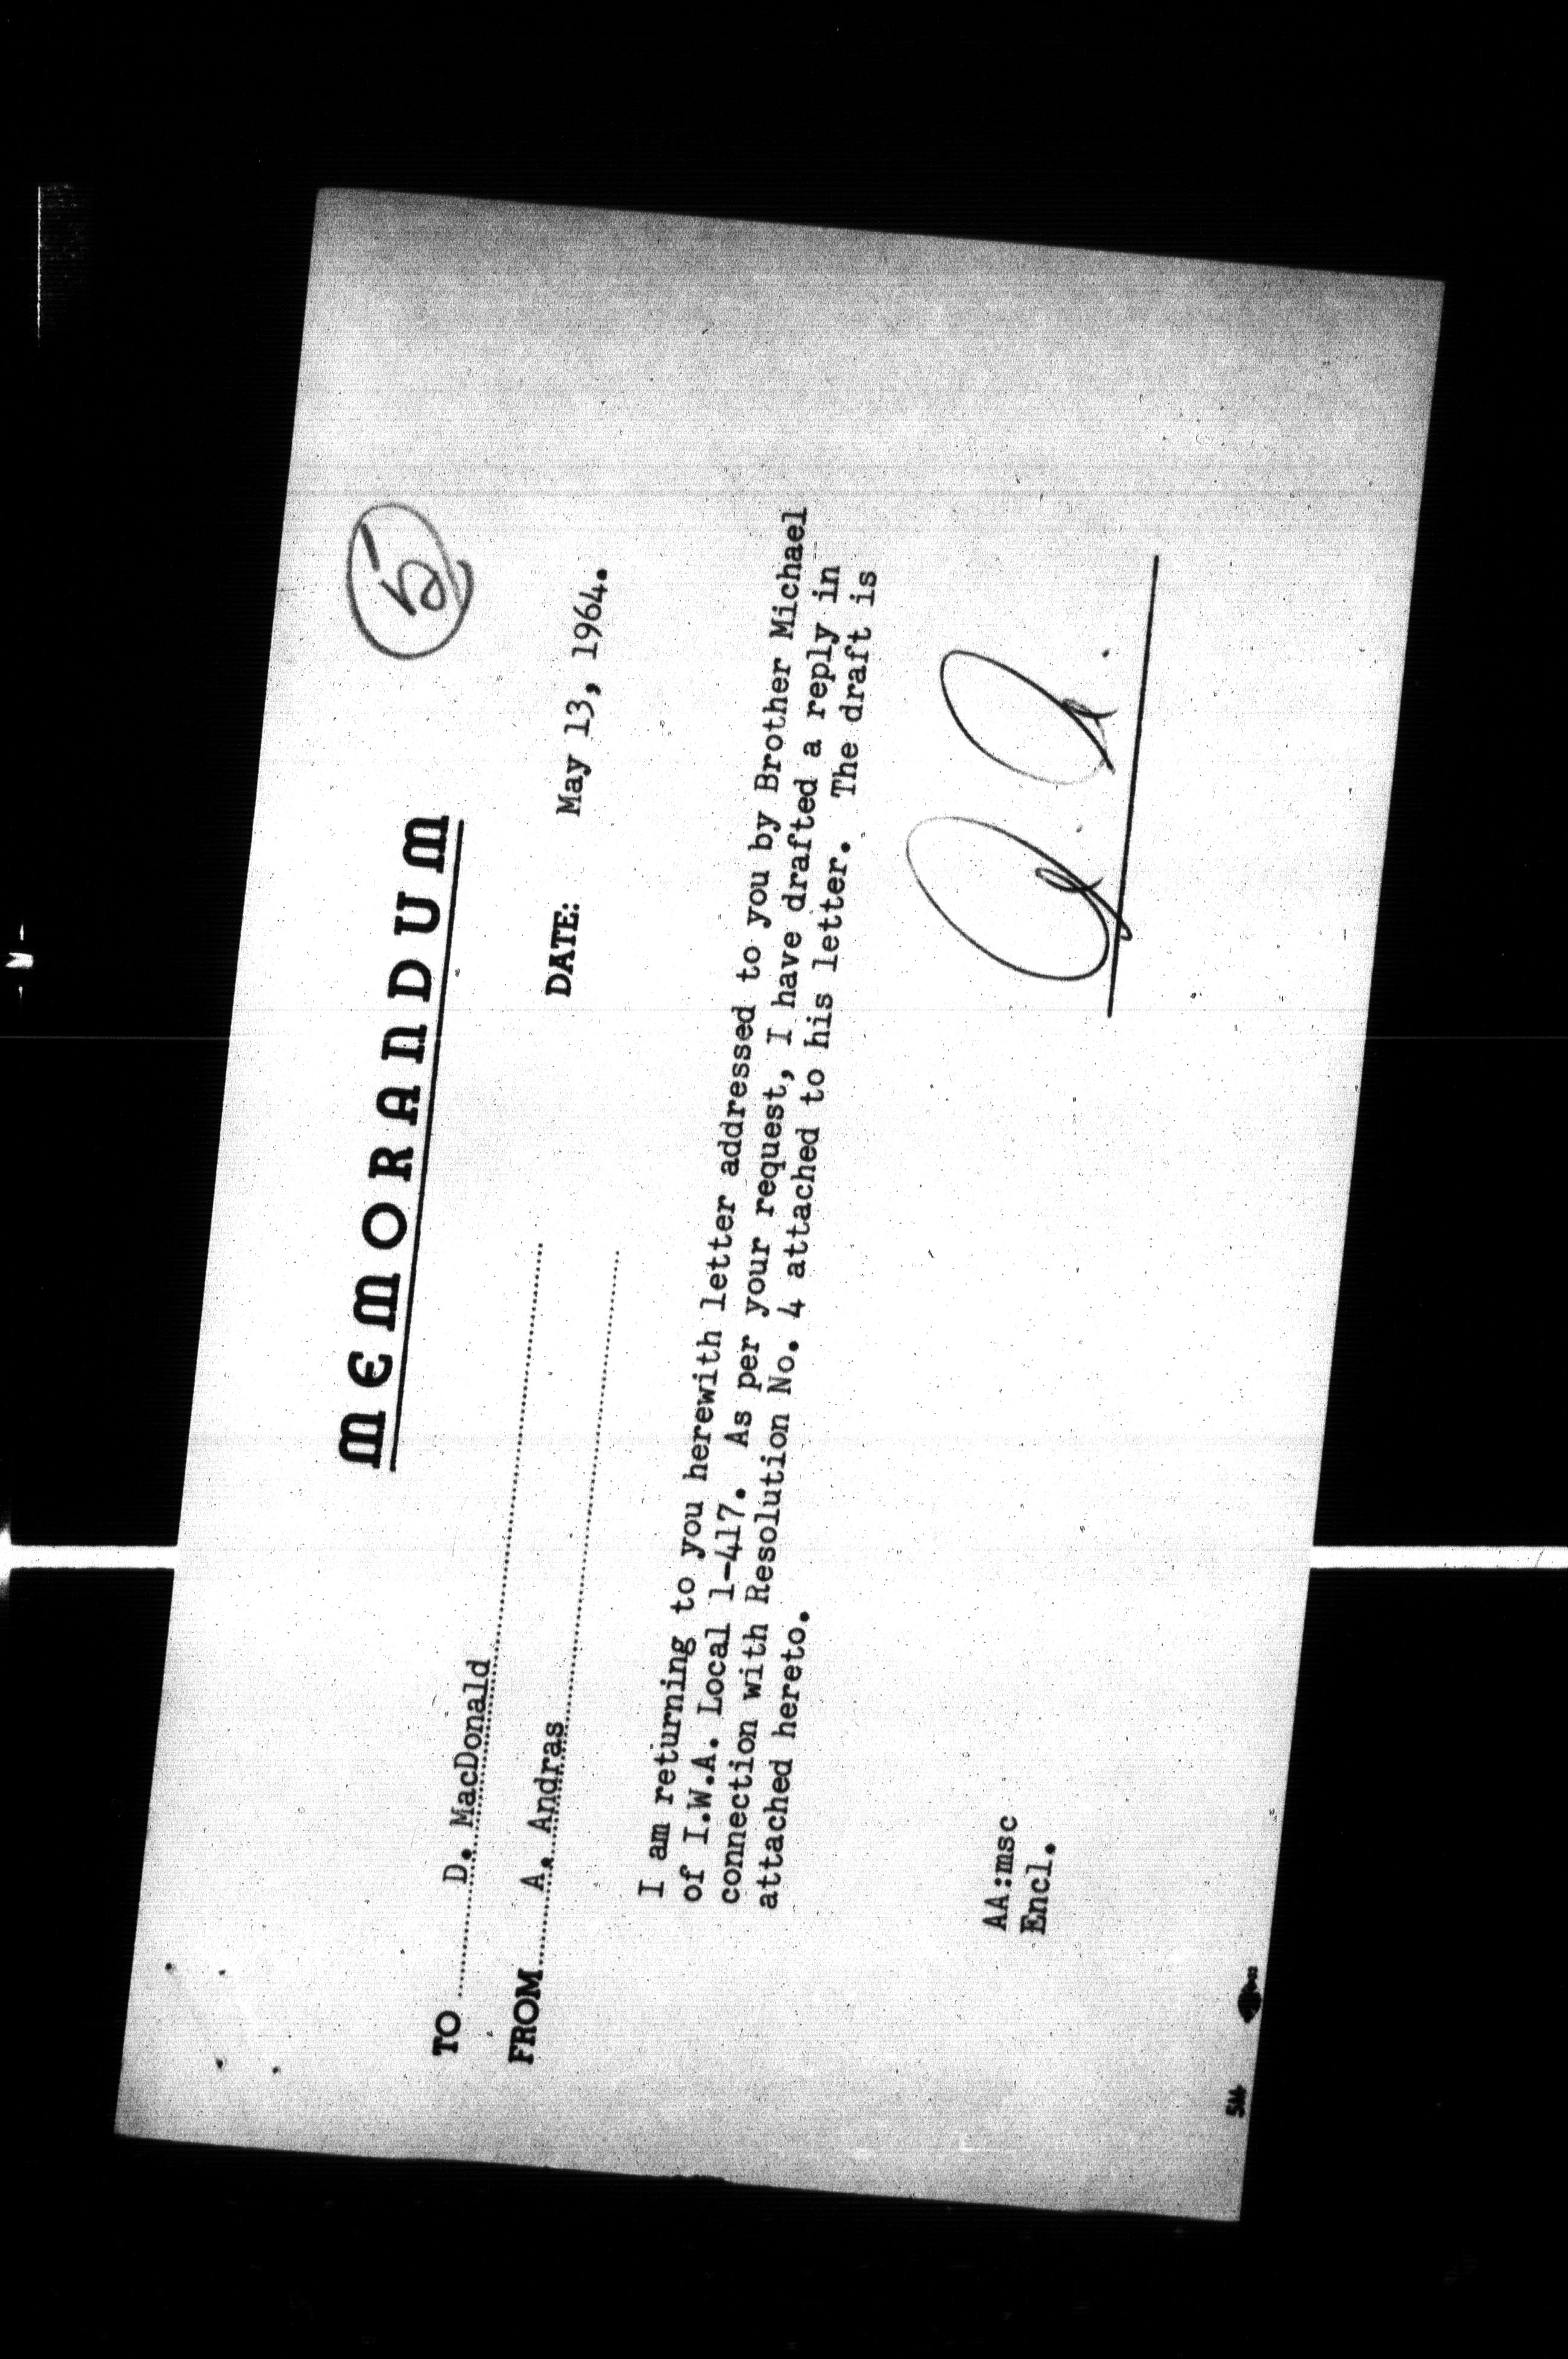 MEMORANDUM
5
TO D. MacDonald
DATE: May 13, 1964.
FROM A. Andras
I am returning to you herewith letter addressed to you by Brother Michael
of I.W.A. Local 1-417. As per your request, I have drafted a reply in
connection with Resolution No. 4 attached to his letter. The draft is
attached hereto.
A. A.
AA:msc
Encl.
5M